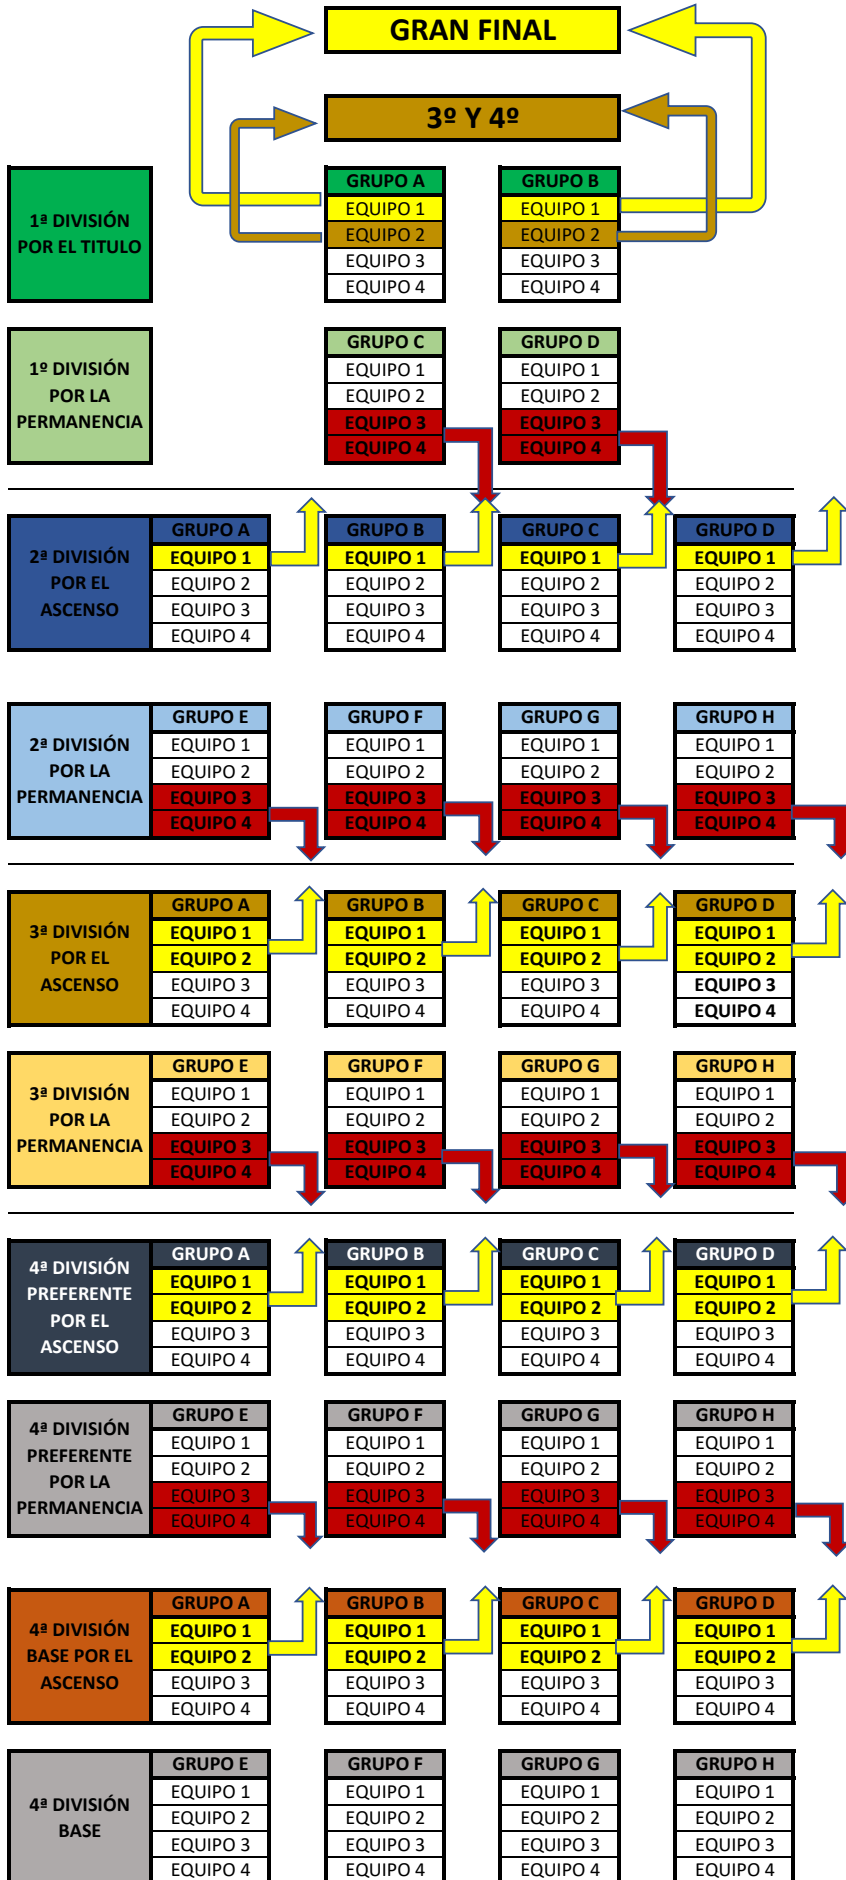 GRAN FINAL
3º Y 4º
1ª DIVISIÓN
POR EL TITULO
GRUPO A GRUPO B
EQUIPO 1 EQUIPO 1
EQUIPO 2 EQUIPO 2
EQUIPO 3 EQUIPO 3
EQUIPO 4 EQUIPO 4
1º DIVISIÓN
POR LA
PERMANENCIA
GRUPO C GRUPO D
EQUIPO 1 EQUIPO 1
EQUIPO 2 EQUIPO 2
EQUIPO 3 EQUIPO 3
EQUIPO 4 EQUIPO 4
2ª DIVISIÓN
POR EL
ASCENSO
GRUPO A GRUPO B GRUPO C GRUPO D
EQUIPO 1 EQUIPO 1 EQUIPO 1 EQUIPO 1
EQUIPO 2 EQUIPO 2 EQUIPO 2 EQUIPO 2
EQUIPO 3 EQUIPO 3 EQUIPO 3 EQUIPO 3
EQUIPO 4 EQUIPO 4 EQUIPO 4 EQUIPO 4
2ª DIVISIÓN
POR LA
PERMANENCIA
GRUPO E GRUPO F GRUPO G GRUPO H
EQUIPO 1 EQUIPO 1 EQUIPO 1 EQUIPO 1
EQUIPO 2 EQUIPO 2 EQUIPO 2 EQUIPO 2
EQUIPO 3 EQUIPO 3 EQUIPO 3 EQUIPO 3
EQUIPO 4 EQUIPO 4 EQUIPO 4 EQUIPO 4
3ª DIVISIÓN
POR EL
ASCENSO
GRUPO A GRUPO B GRUPO C GRUPO D
EQUIPO 1 EQUIPO 1 EQUIPO 1 EQUIPO 1
EQUIPO 2 EQUIPO 2 EQUIPO 2 EQUIPO 2
EQUIPO 3 EQUIPO 3 EQUIPO 3 EQUIPO 3
EQUIPO 4 EQUIPO 4 EQUIPO 4 EQUIPO 4
3ª DIVISIÓN
POR LA
PERMANENCIA
GRUPO E GRUPO F GRUPO G GRUPO H
EQUIPO 1 EQUIPO 1 EQUIPO 1 EQUIPO 1
EQUIPO 2 EQUIPO 2 EQUIPO 2 EQUIPO 2
EQUIPO 3 EQUIPO 3 EQUIPO 3 EQUIPO 3
EQUIPO 4 EQUIPO 4 EQUIPO 4 EQUIPO 4
4ª DIVISIÓN
PREFERENTE
POR EL
ASCENSO
GRUPO A GRUPO B GRUPO C GRUPO D
EQUIPO 1 EQUIPO 1 EQUIPO 1 EQUIPO 1
EQUIPO 2 EQUIPO 2 EQUIPO 2 EQUIPO 2
EQUIPO 3 EQUIPO 3 EQUIPO 3 EQUIPO 3
EQUIPO 4 EQUIPO 4 EQUIPO 4 EQUIPO 4
4ª DIVISIÓN
PREFERENTE
POR LA
PERMANENCIA
GRUPO E GRUPO F GRUPO G GRUPO H
EQUIPO 1 EQUIPO 1 EQUIPO 1 EQUIPO 1
EQUIPO 2 EQUIPO 2 EQUIPO 2 EQUIPO 2
EQUIPO 3 EQUIPO 3 EQUIPO 3 EQUIPO 3
EQUIPO 4 EQUIPO 4 EQUIPO 4 EQUIPO 4
4ª DIVISIÓN
BASE POR EL
ASCENSO
GRUPO A GRUPO B GRUPO C GRUPO D
EQUIPO 1 EQUIPO 1 EQUIPO 1 EQUIPO 1
EQUIPO 2 EQUIPO 2 EQUIPO 2 EQUIPO 2
EQUIPO 3 EQUIPO 3 EQUIPO 3 EQUIPO 3
EQUIPO 4 EQUIPO 4 EQUIPO 4 EQUIPO 4
4ª DIVISIÓN
BASE
GRUPO E GRUPO F GRUPO G GRUPO H
EQUIPO 1 EQUIPO 1 EQUIPO 1 EQUIPO 1
EQUIPO 2 EQUIPO 2 EQUIPO 2 EQUIPO 2
EQUIPO 3 EQUIPO 3 EQUIPO 3 EQUIPO 3
EQUIPO 4 EQUIPO 4 EQUIPO 4 EQUIPO 4